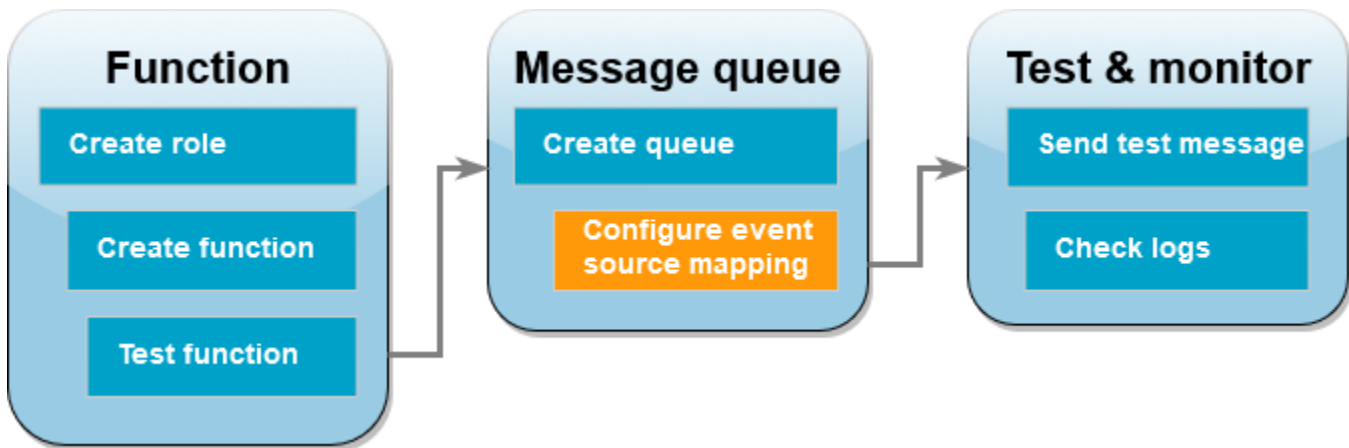 Function
Create role
Create function
Test function
Message queue
Create queue
Configure event
source mapping
Test & monitor
Send test message
Check logs